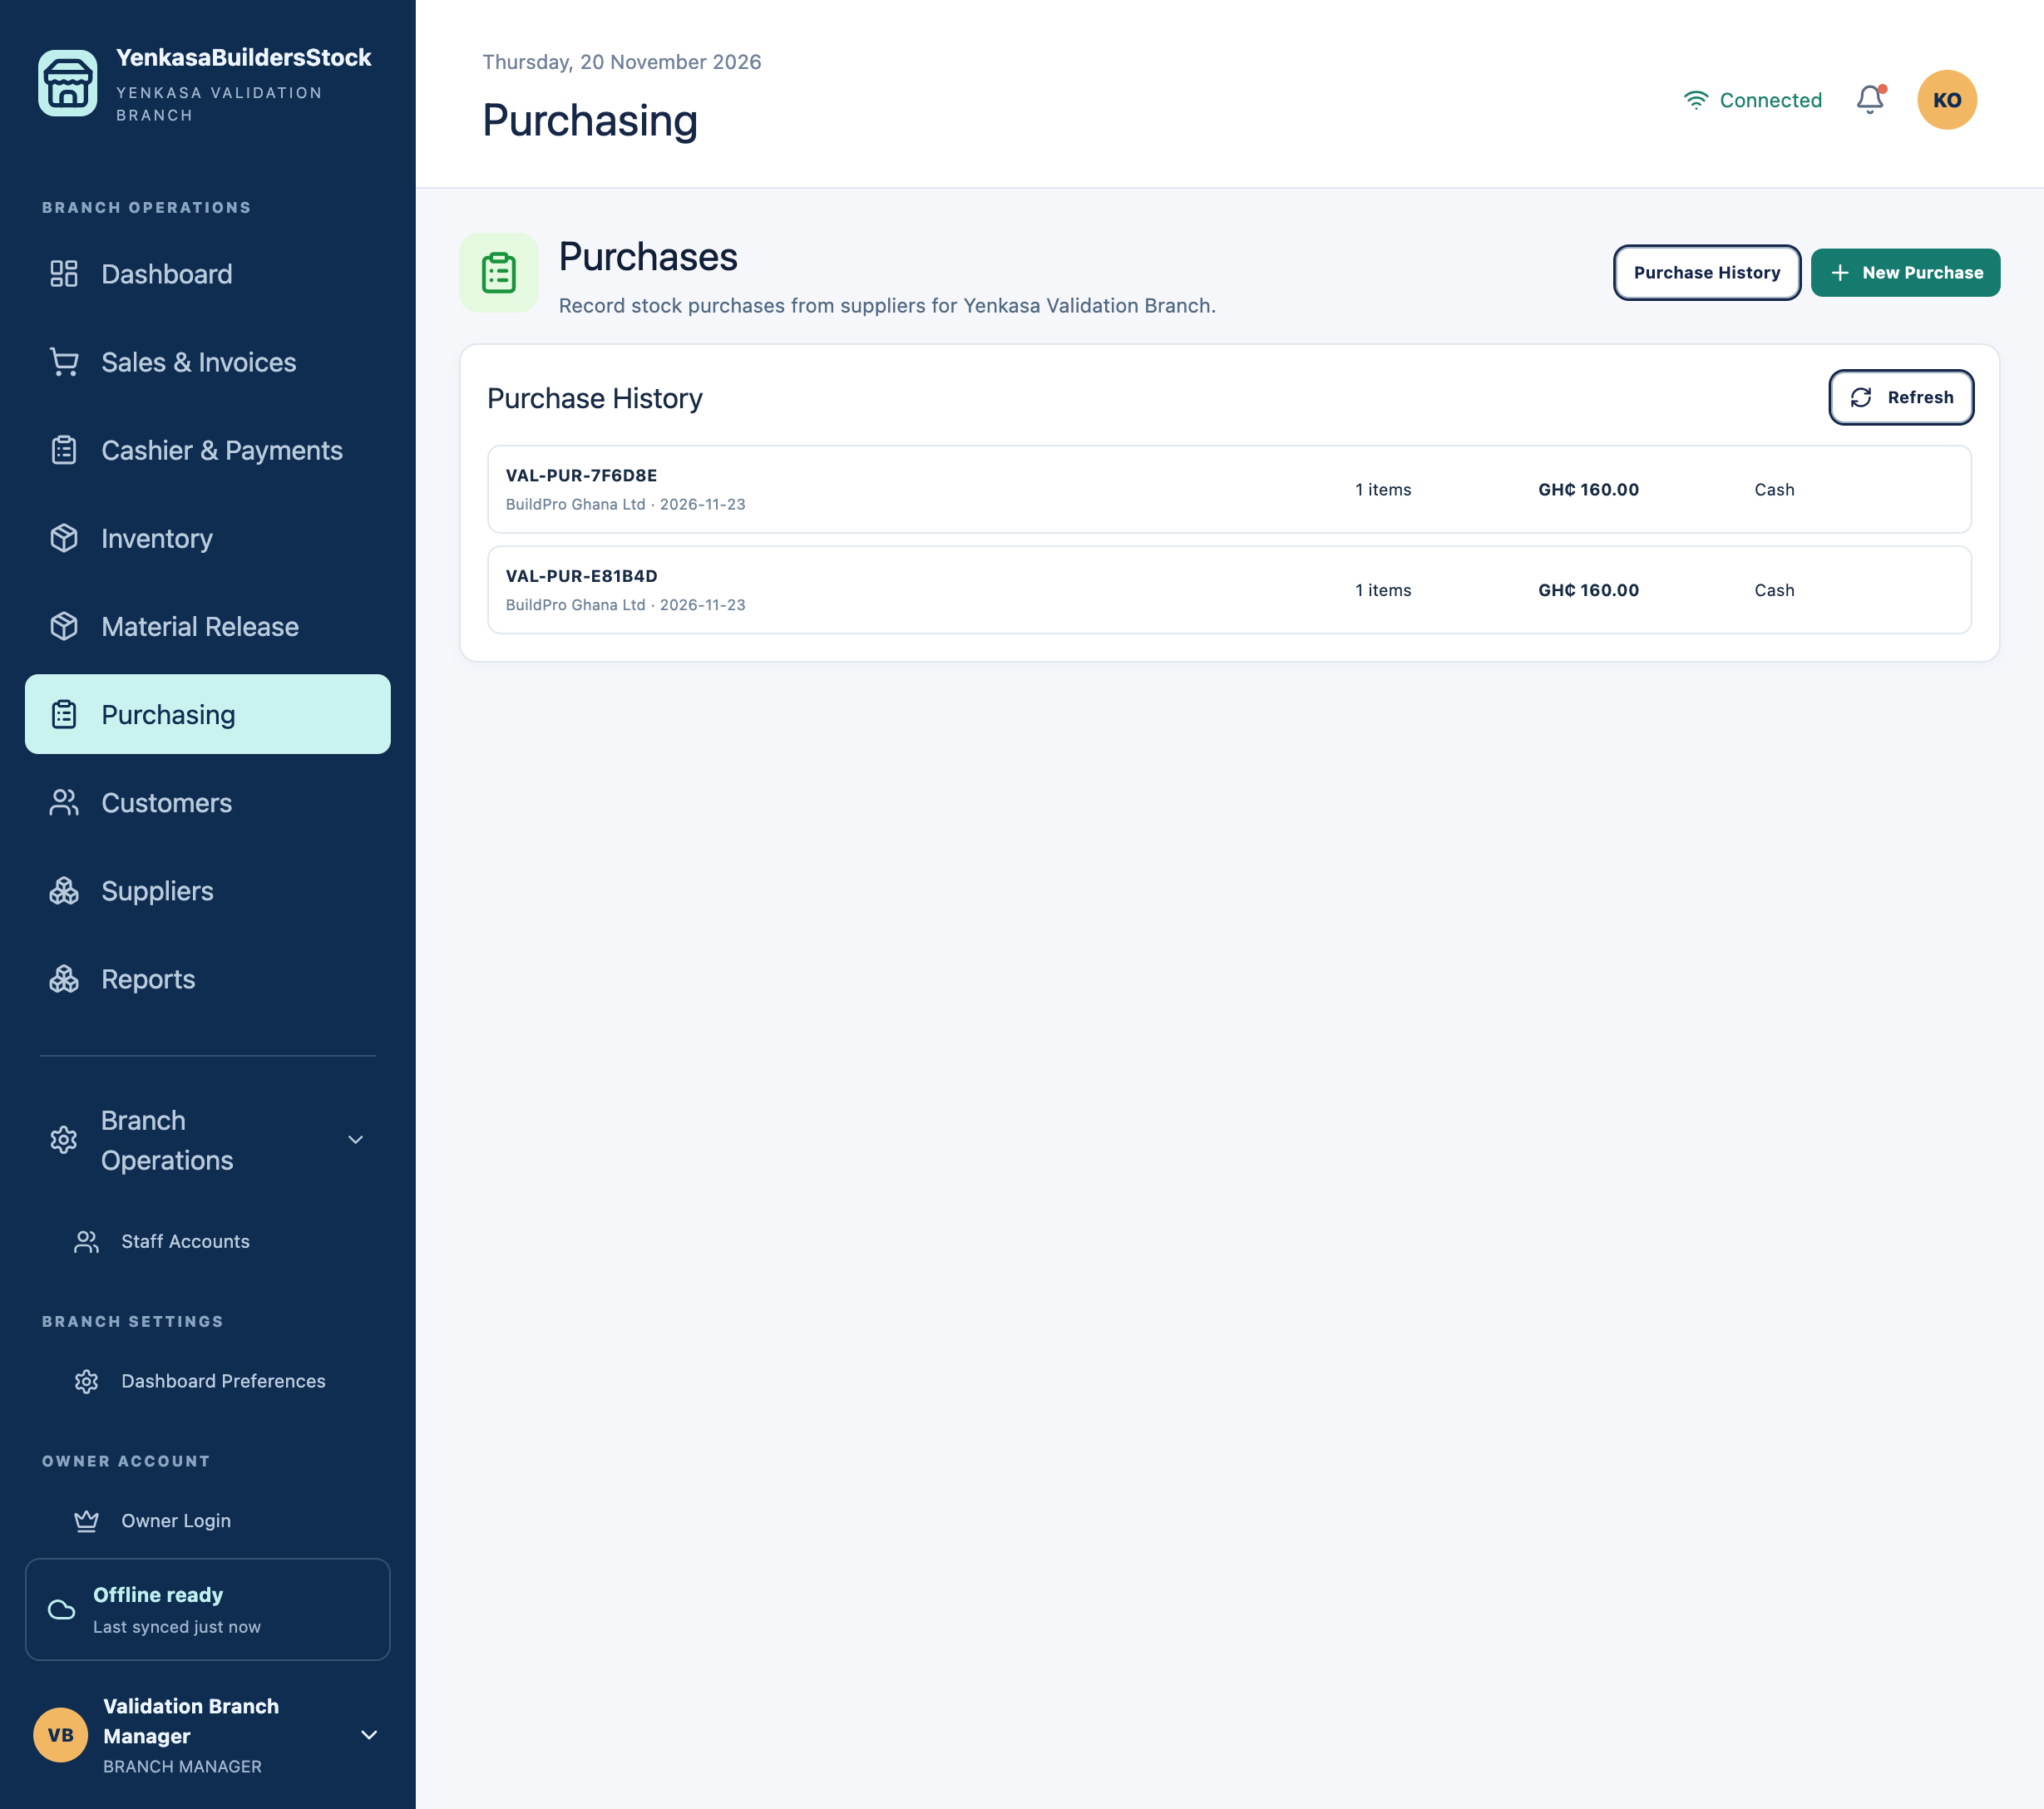 YenkasaBuildersStock
YENKASA VALIDATION
BRANCH
BRANCH OPERATIONS
Dashboard
Sales & Invoices
Cashier & Payments
Inventory
Material Release
Purchasing
Customers
Suppliers
Reports
Branch
Operations
Staff Accounts
BRANCH SETTINGS
Dashboard Preferences
OWNER ACCOUNT
Owner Login
Offline ready
Last synced just now
VB
Validation Branch
Manager
BRANCH MANAGER
Thursday, 20 November 2026
Purchasing
Connected
KO
Purchases
Record stock purchases from suppliers for Yenkasa Validation Branch.
Purchase History
New Purchase
Purchase History
Refresh
VAL-PUR-7F6D8E
BuildPro Ghana Ltd · 2026-11-23
1 items
GH₵ 160.00
Cash
VAL-PUR-E81B4D
BuildPro Ghana Ltd · 2026-11-23
1 items
GH₵ 160.00
Cash